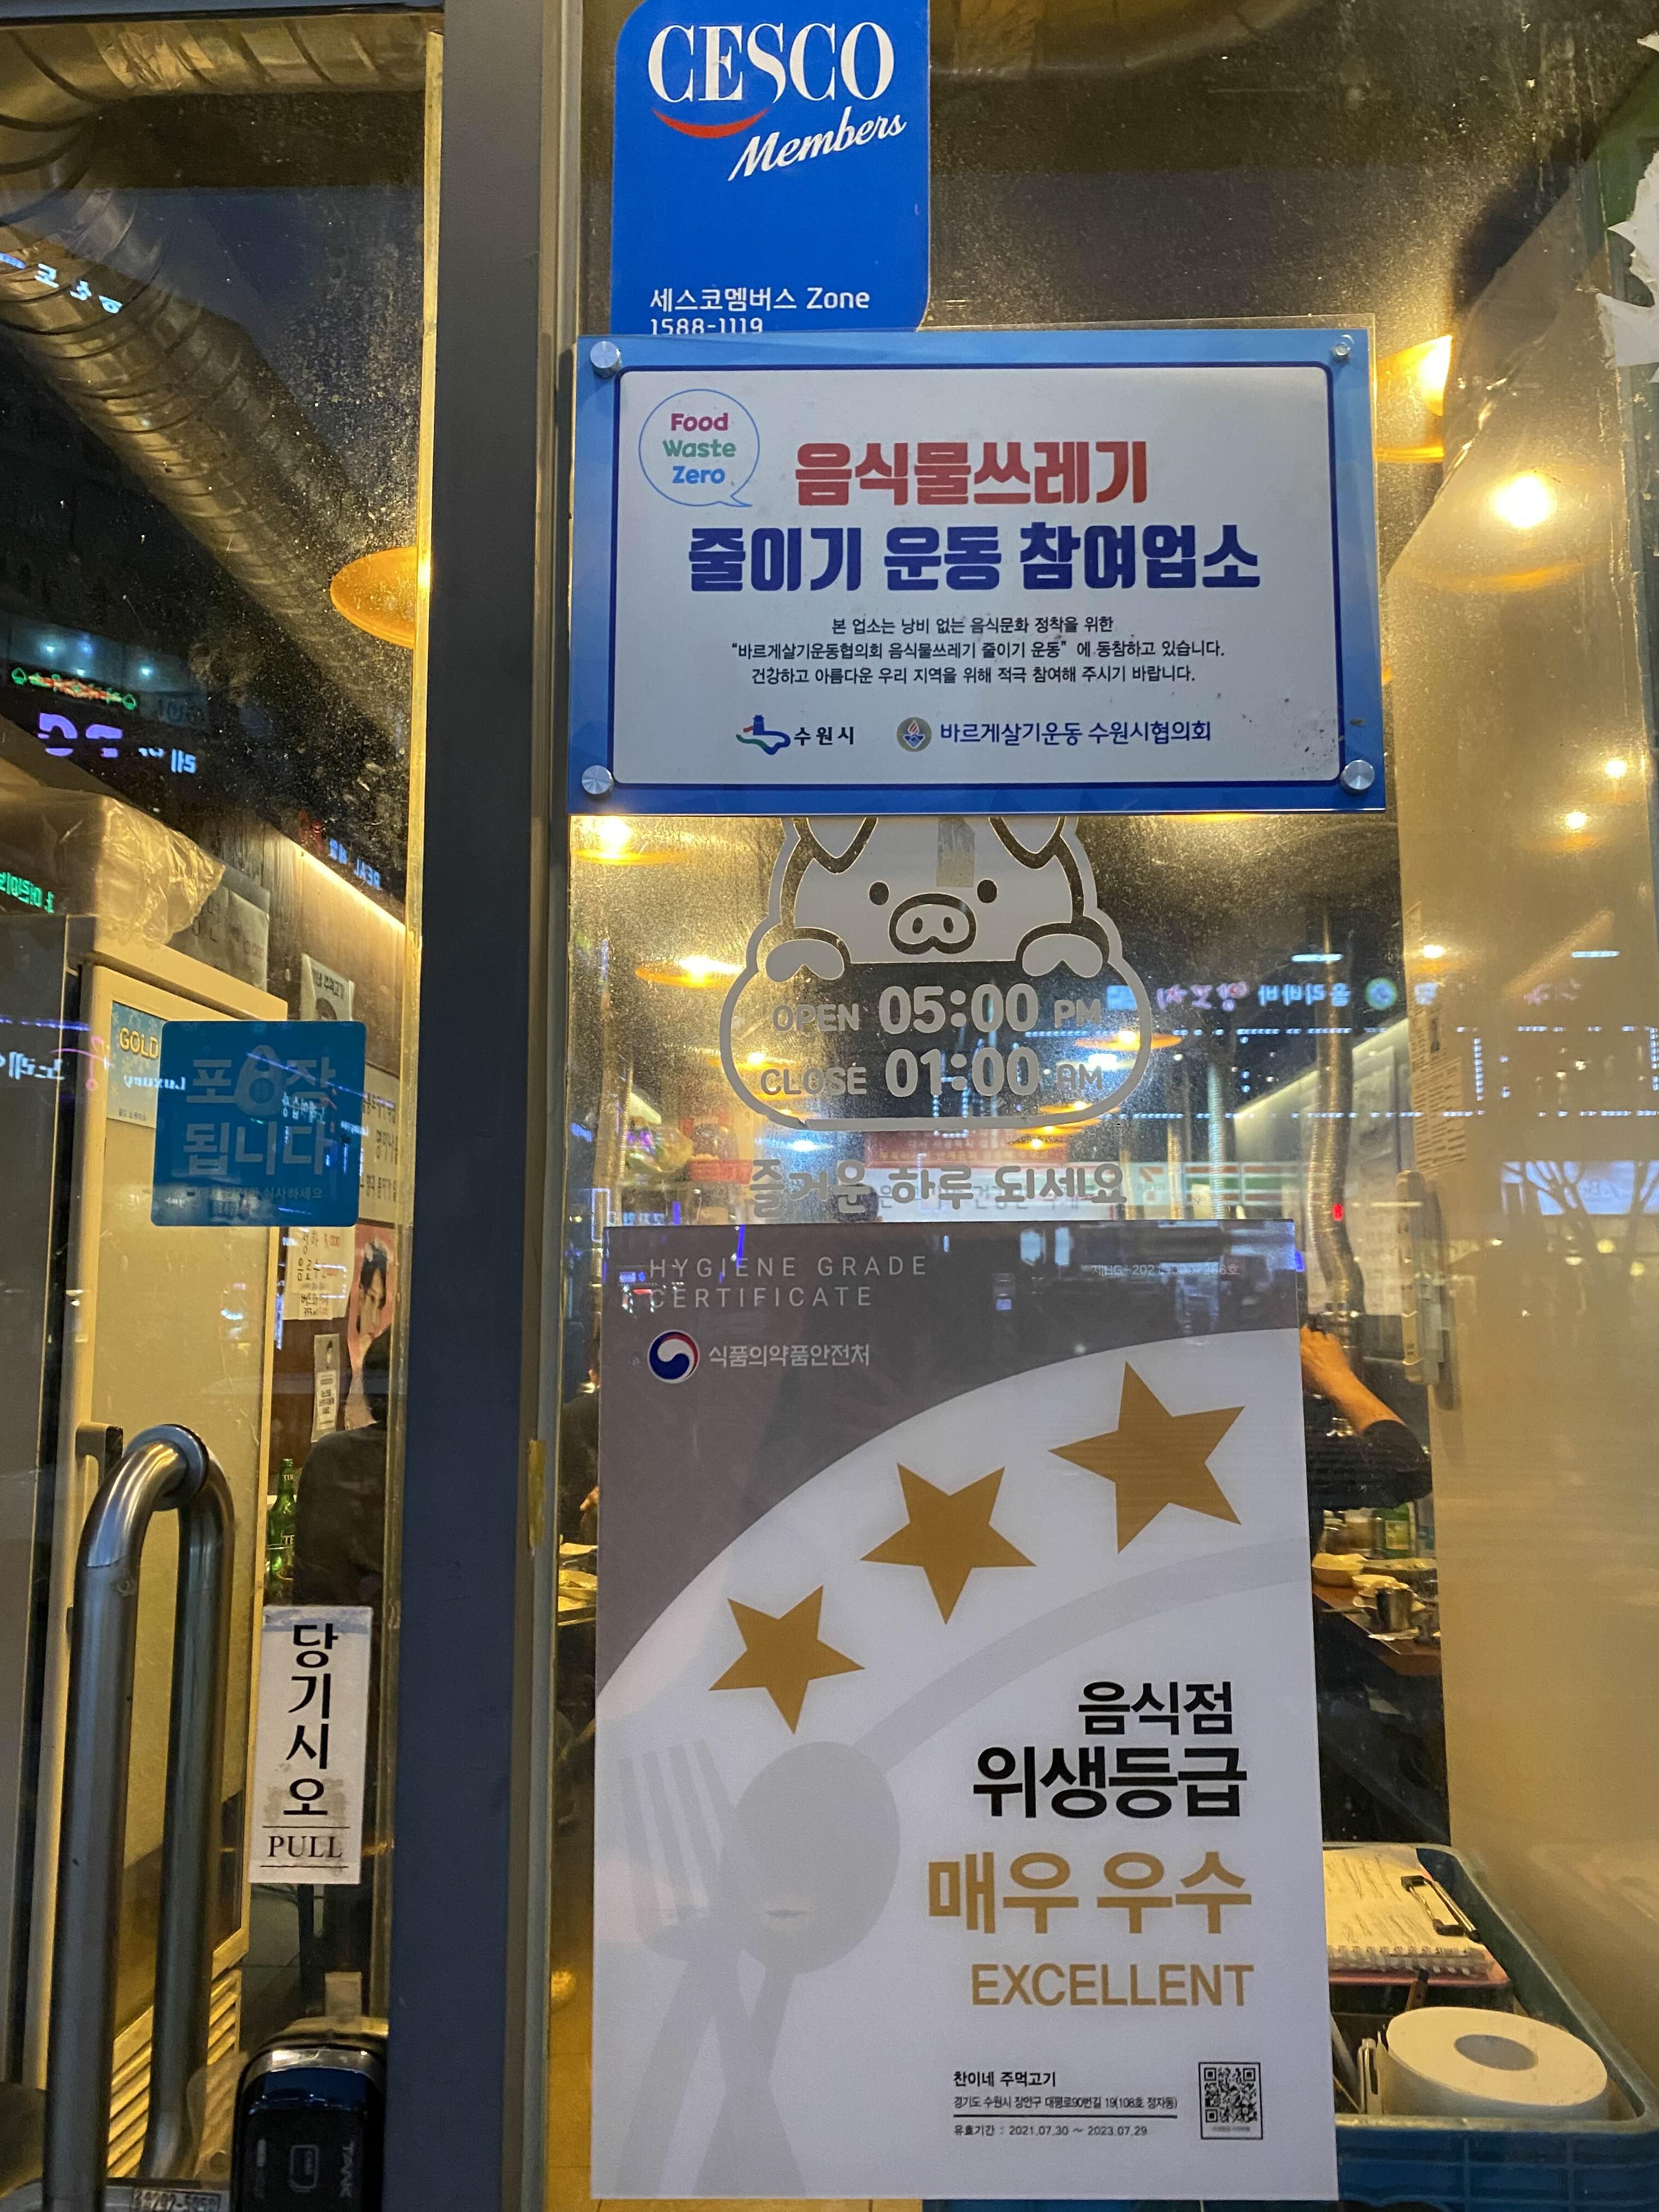 CESCO
Members
세스코멤버스 Zone
1588-1119
Food
Waste
Zero
음식물쓰레기
줄이기 운동 참여업소
본 업소는 낭비 없는 음식문화 정착을 위한
“바르게살기운동협의회 음식물쓰레기 줄이기 운동” 에 동참하고 있습니다.
건강하고 아름다운 우리 지역을 위해 적극 참여해 주시기 바랍니다.
수원시
바르게살기운동 수원시협의회
OPEN 05:00 PM
CLOSE 01:00 AM
즐거운 하루 되세요
GOLD
포장
됩니다
당기시오
PULL
HYGIENE GRADE
CERTIFICATE
식품의약품안전처
음식점
위생등급
매우 우수
EXCELLENT
찬이네 주먹고기
경기도 수원시 장안구 대평로90번길 19(108호 정자동)
유효기간 : 2021.07.30 ~ 2023.07.29
TANK